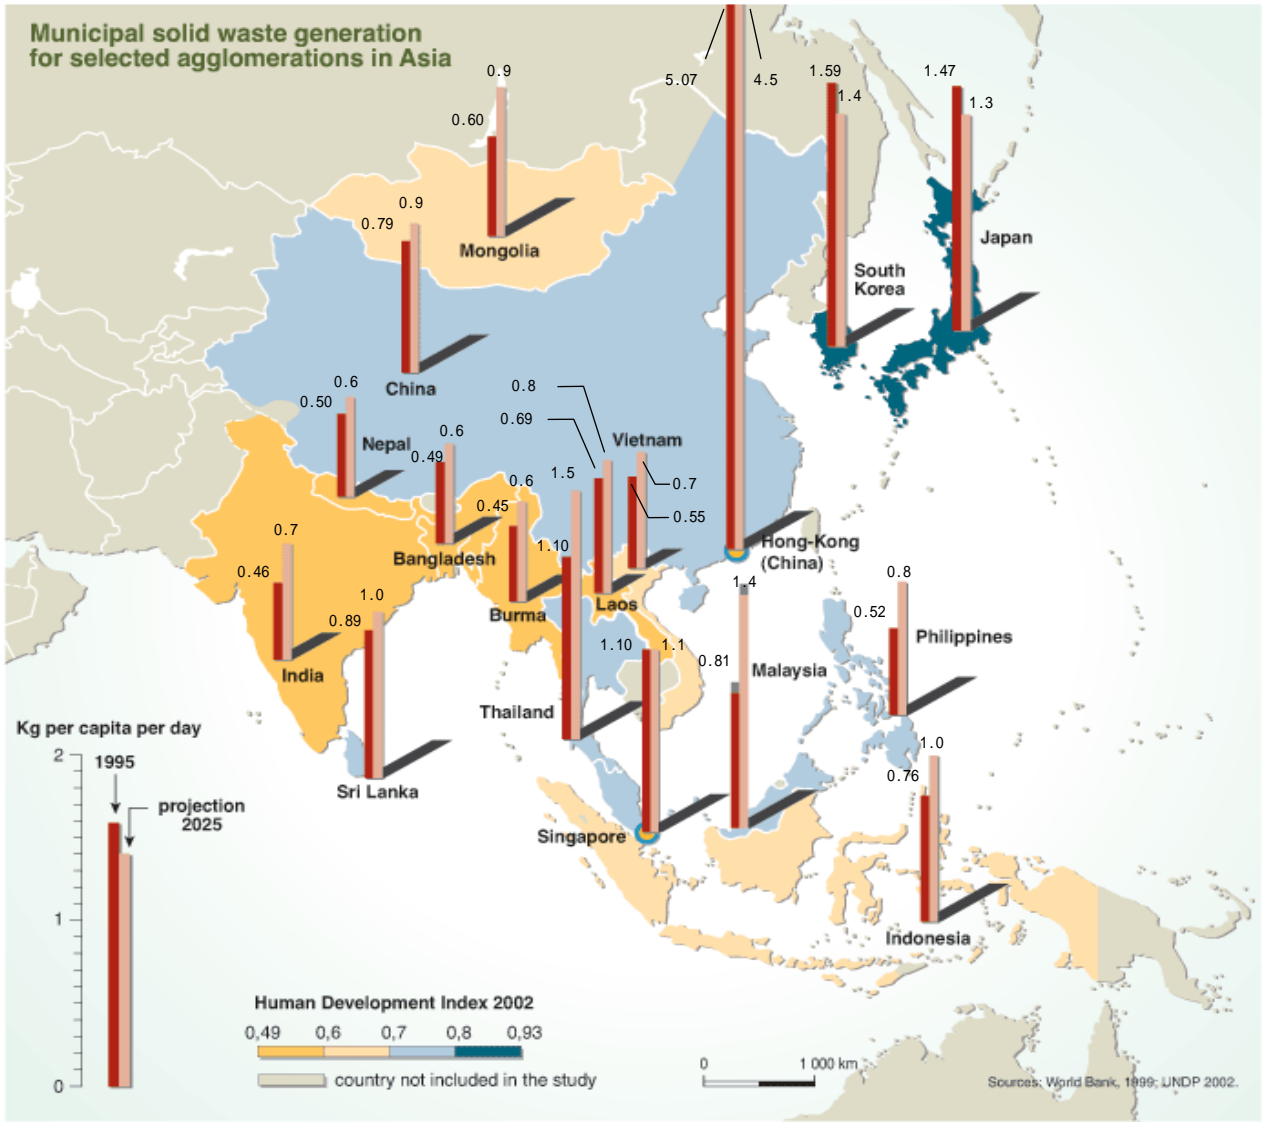 Municipal solid waste generation
for selected agglomerations in Asia
5.07
4.5
1.59
1.4
1.47
1.3
0.9
0.60
Mongolia
Japan
0.9
0.79
China
South
Korea
0.6
0.50
Nepal
0.8
0.69
Vietnam
0.7
0.55
0.6
0.49
Bangladesh
0.6
0.45
Burma
1.5
1.10
Laos
Hong-Kong
(China)
0.7
0.46
India
1.0
0.89
Sri Lanka
Thailand
1.10
1.1
Singapore
1.4
0.81
Malaysia
0.8
0.52
Philippines
1.0
0.76
Indonesia
Kg per capita per day
2
1995
projection
2025
1
0
Human Development Index 2002
0,49 0,6 0,7 0,8 0,93
country not included in the study
0 1 000 km
Sources: World Bank, 1999; UNDP 2002.